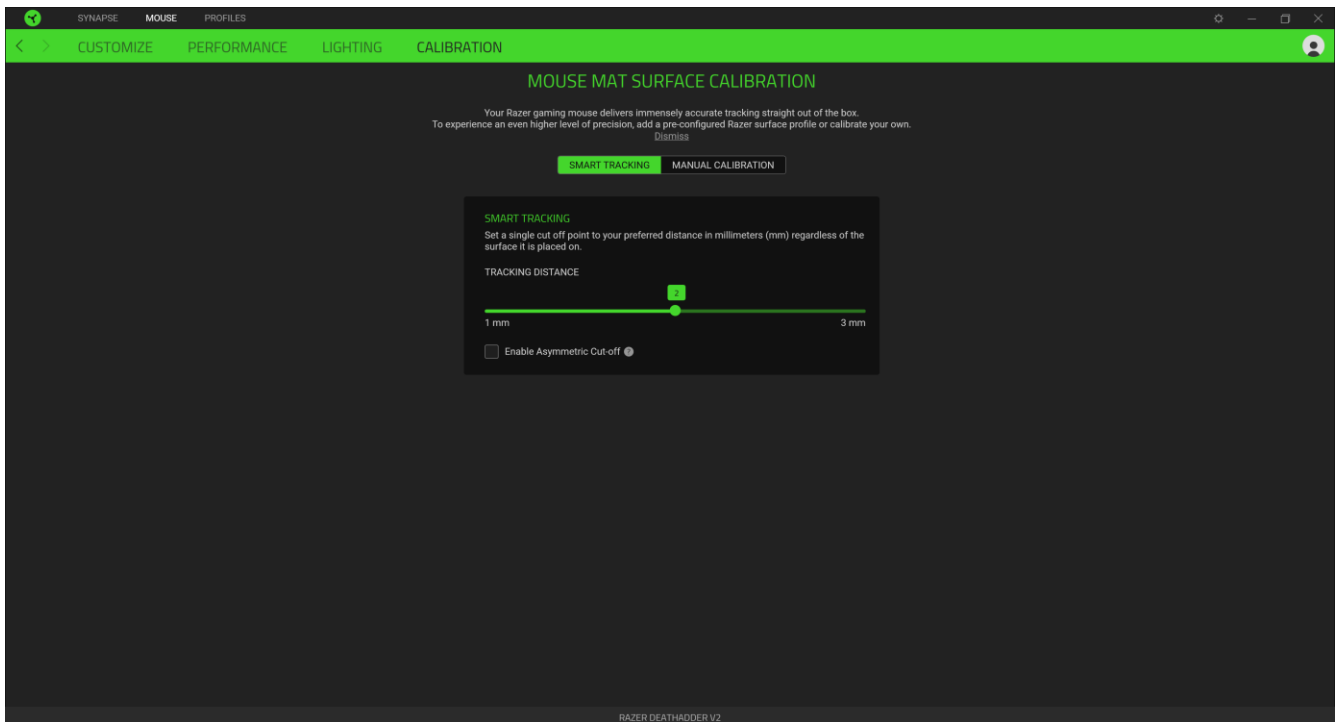 SYNAPSE MOUSE PROFILES
CUSTOMIZE PERFORMANCE LIGHTING CALIBRATION
MOUSE MAT SURFACE CALIBRATION
Your Razer gaming mouse delivers immensely accurate tracking straight out of the box.
To experience an even higher level of precision, add a pre-configured Razer surface profile or calibrate your own.
Dismiss
SMART TRACKING MANUAL CALIBRATION
SMART TRACKING
Set a single cut off point to your preferred distance in millimeters (mm) regardless of the
surface it is placed on.
TRACKING DISTANCE
2
1 mm 3 mm
Enable Asymmetric Cut-off ?
RAZER DEATHADDER V2